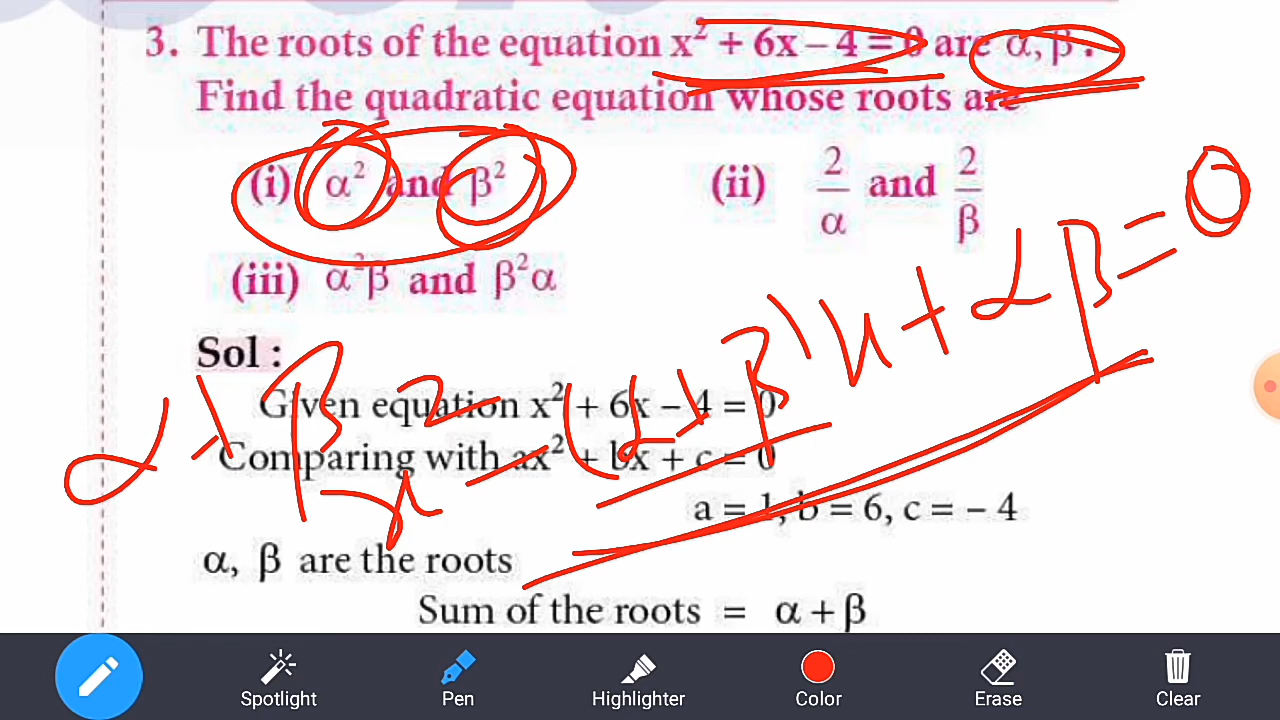 3. The roots of the equation x² + 6x – 4 = 0 are α, β.
Find the quadratic equation whose roots are
(i) α² and β² (ii) 2/α and 2/β
(iii) α²β and β²α
Sol :
Given equation x² + 6x – 4 = 0
Comparing with ax² + bx + c = 0
a = 1, b = 6, c = – 4
α, β are the roots
Sum of the roots = α + β
α + β
x² – (α + β)x + αβ = 0
Spotlight Pen Highlighter Color Erase Clear